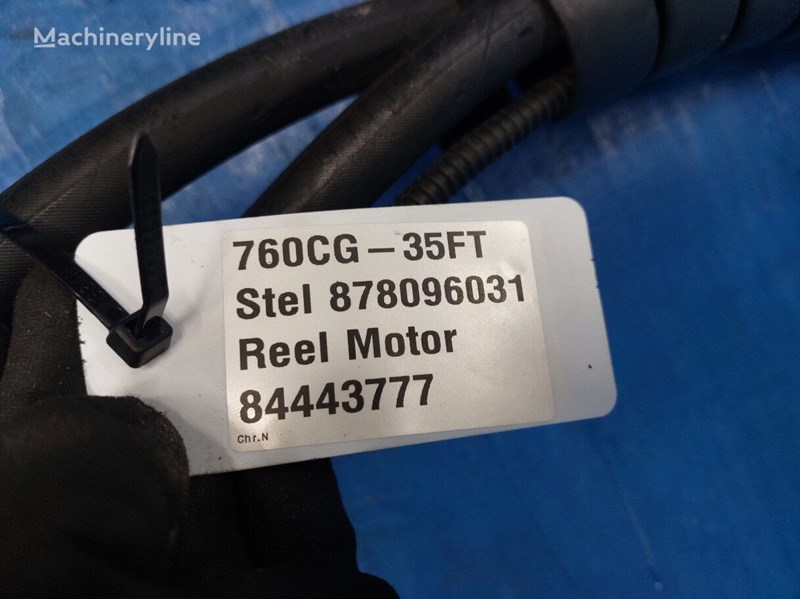 Machineryline
760CG-35FT
Stel 878096031
Reel Motor
84443777
Chr.N